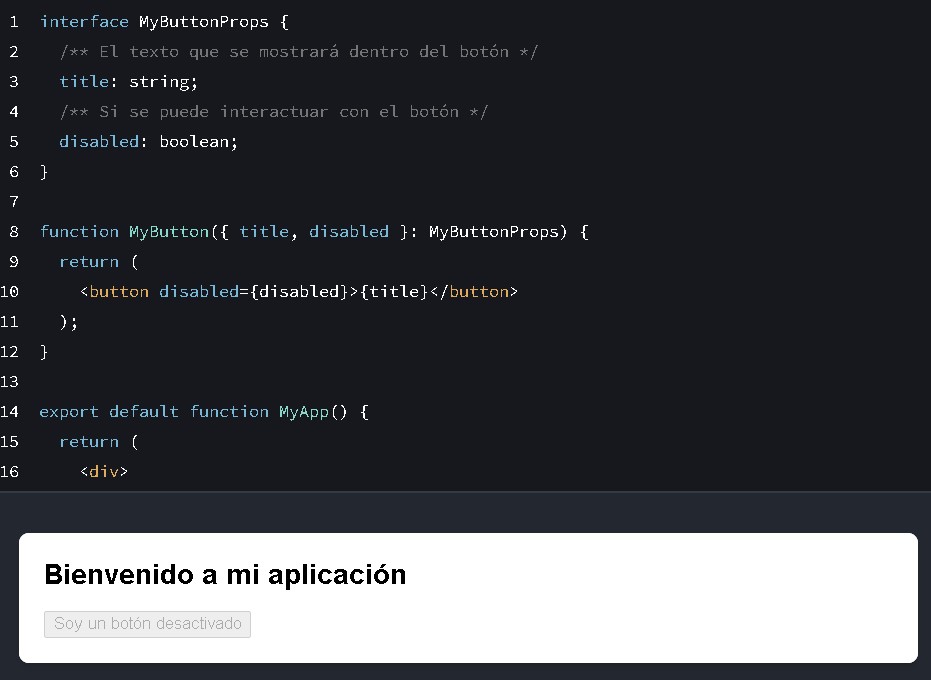 1 interface MyButtonProps {
2 /** El texto que se mostrará dentro del botón */
3 title: string;
4 /** Si se puede interactuar con el botón */
5 disabled: boolean;
6 }
7
8 function MyButton({ title, disabled }: MyButtonProps) {
9 return (
10 <button disabled={disabled}>{title}</button>
11 );
12 }
13
14 export default function MyApp() {
15 return (
16 <div>
Bienvenido a mi aplicación
Soy un botón desactivado